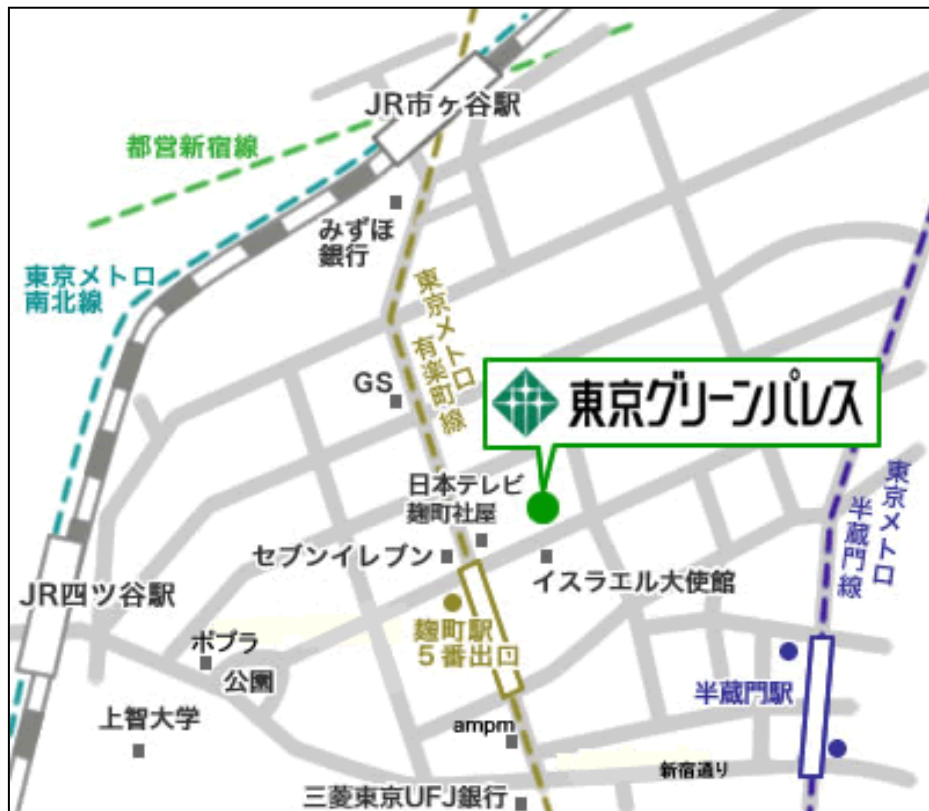 JR市ヶ谷駅
都営新宿線
みずほ
銀行
東京メトロ
南北線
東京メトロ
有楽町線
GS
東京グリーンパレス
日本テレビ
麹町社屋
東京メトロ
半蔵門線
セブンイレブン
イスラエル大使館
JR四ツ谷駅
麹町駅
5番出口
ポプラ
公園
半蔵門駅
上智大学
ampm
新宿通り
三菱東京UFJ銀行